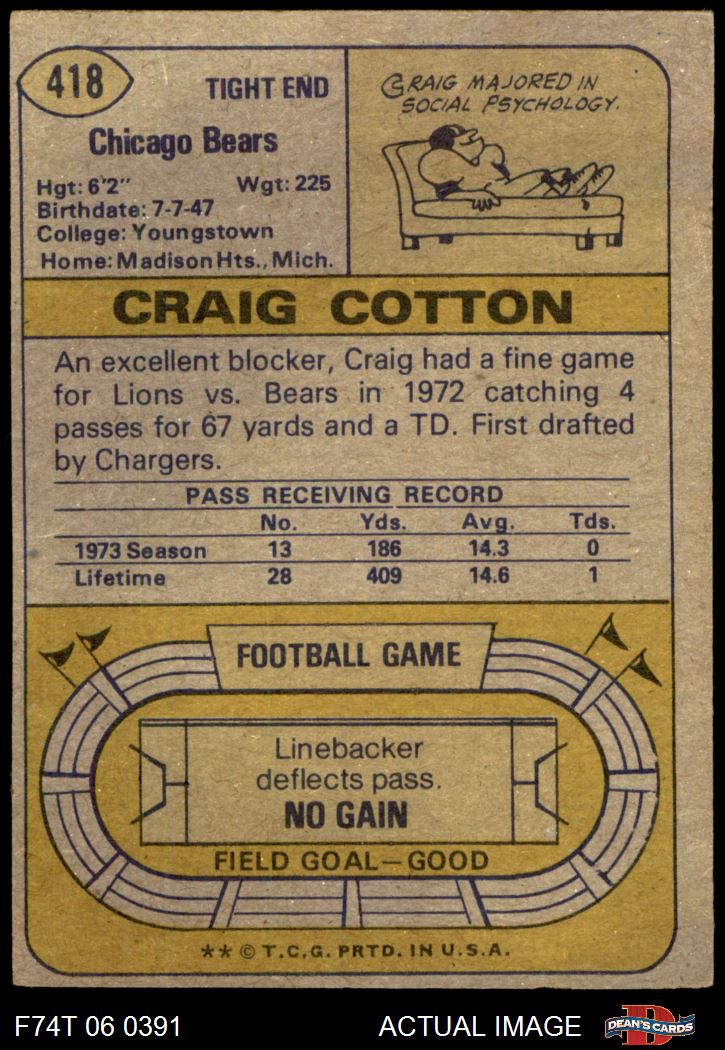 418
TIGHT END
Chicago Bears
Hgt: 6'2" Wgt: 225
Birthdate: 7-7-47
College: Youngstown
Home: Madison Hts., Mich.
CRAIG MAJORED IN
SOCIAL PSYCHOLOGY.
CRAIG COTTON
An excellent blocker, Craig had a fine game
for Lions vs. Bears in 1972 catching 4
passes for 67 yards and a TD. First drafted
by Chargers.
PASS RECEIVING RECORD
No. Yds. Avg. Tds.
1973 Season 13 186 14.3 0
Lifetime 28 409 14.6 1
FOOTBALL GAME
Linebacker
deflects pass.
NO GAIN
FIELD GOAL—GOOD
** © T.C.G. PRTD. IN U.S.A.
F74T 06 0391 ACTUAL IMAGE
DEAN'S CARDS